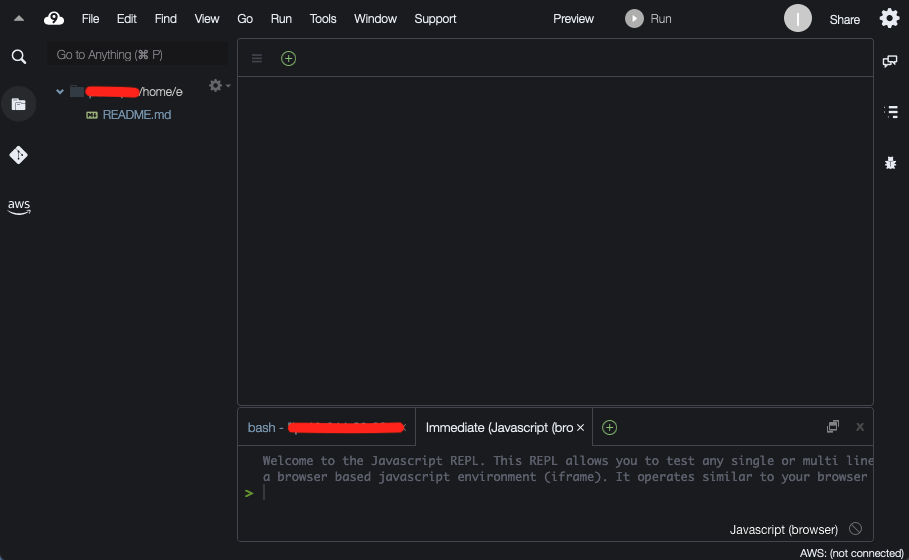 9 File Edit Find View Go Run Tools Window Support Preview Run Share
Go to Anything (⌘ P)
/home/e
README.md
aws
bash - Immediate (Javascript (bro ×
Welcome to the Javascript REPL. This REPL allows you to test any single or multi line
a browser based javascript environment (iframe). It operates similar to your browser
>
Javascript (browser)
AWS: (not connected)